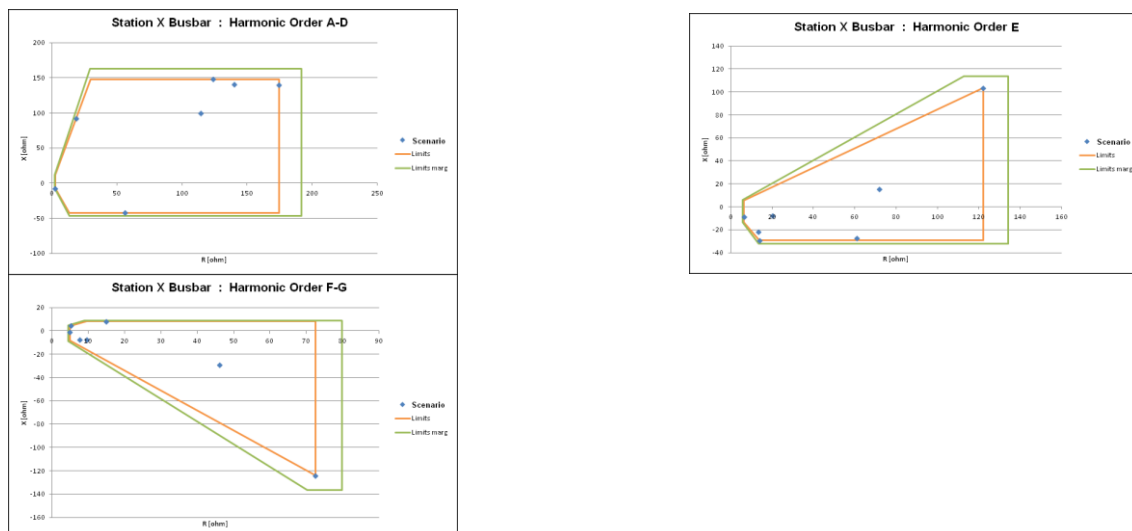 Station X Busbar : Harmonic Order A-D
200
150
100
50
0
-50
-100
0 50 100 150 200 250
X [ohm]
R [ohm]
Scenario
Limits
Limits marg
Station X Busbar : Harmonic Order E
140
120
100
80
60
40
20
0
-20
-40
0 20 40 60 80 100 120 140 160
X [ohm]
R [ohm]
Scenario
Limits
Limits marg
Station X Busbar : Harmonic Order F-G
20
0
-20
-40
-60
-80
-100
-120
-140
-160
0 10 20 30 40 50 60 70 80 90
X [ohm]
R [ohm]
Scenario
Limits
Limits marg